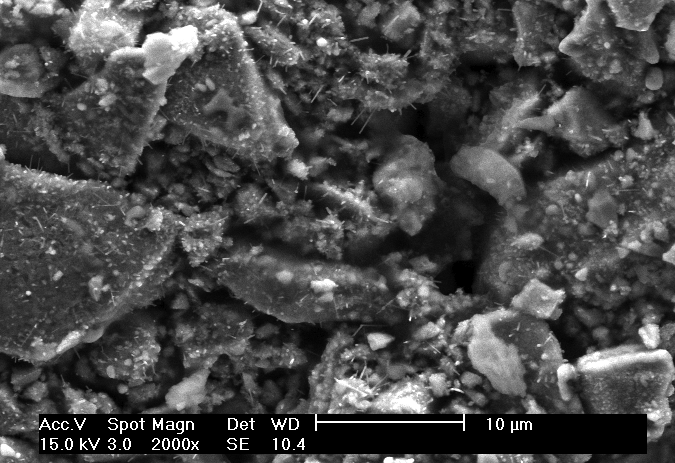 Acc.V Spot Magn Det WD 10 µm
15.0 kV 3.0 2000x SE 10.4